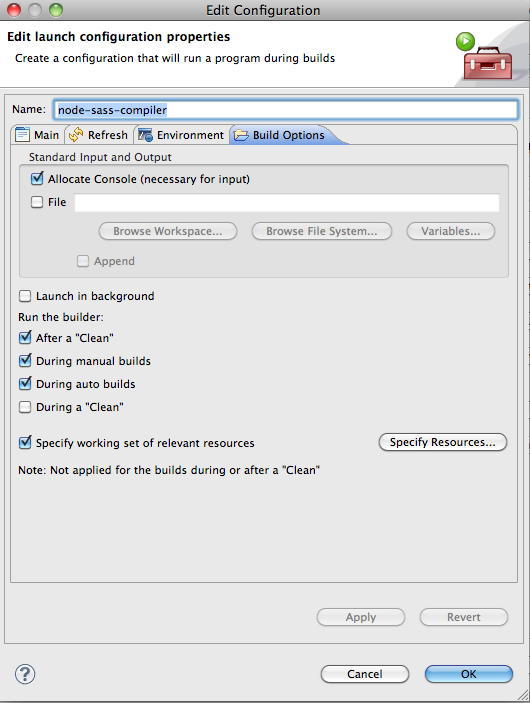 Edit Configuration
Edit launch configuration properties
Create a configuration that will run a program during builds
Name: node-sass-compiler
Main Refresh Environment Build Options
Standard Input and Output
Allocate Console (necessary for input)
File
Browse Workspace... Browse File System... Variables...
Append
Launch in background
Run the builder:
After a "Clean"
During manual builds
During auto builds
During a "Clean"
Specify working set of relevant resources Specify Resources...
Note: Not applied for the builds during or after a "Clean"
Apply Revert
? Cancel OK